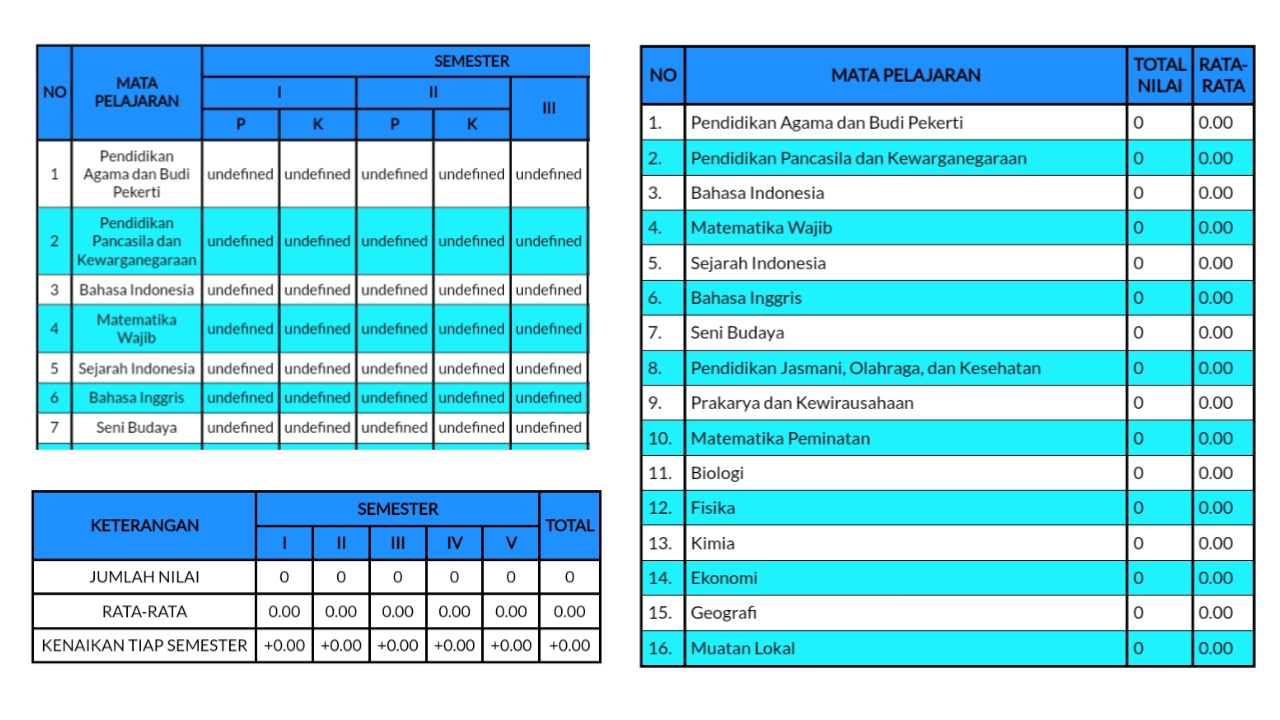 NO MATA PELAJARAN SEMESTER
I II III
P K P K
1 Pendidikan Agama dan Budi Pekerti undefined undefined undefined undefined undefined
2 Pendidikan Pancasila dan Kewarganegaraan undefined undefined undefined undefined undefined
3 Bahasa Indonesia undefined undefined undefined undefined undefined
4 Matematika Wajib undefined undefined undefined undefined undefined
5 Sejarah Indonesia undefined undefined undefined undefined undefined
6 Bahasa Inggris undefined undefined undefined undefined undefined
7 Seni Budaya undefined undefined undefined undefined undefined
KETERANGAN SEMESTER TOTAL
I II III IV V
JUMLAH NILAI 0 0 0 0 0 0
RATA-RATA 0.00 0.00 0.00 0.00 0.00 0.00
KENAIKAN TIAP SEMESTER +0.00 +0.00 +0.00 +0.00 +0.00 +0.00
NO MATA PELAJARAN TOTAL NILAI RATA-RATA
1. Pendidikan Agama dan Budi Pekerti 0 0.00
2. Pendidikan Pancasila dan Kewarganegaraan 0 0.00
3. Bahasa Indonesia 0 0.00
4. Matematika Wajib 0 0.00
5. Sejarah Indonesia 0 0.00
6. Bahasa Inggris 0 0.00
7. Seni Budaya 0 0.00
8. Pendidikan Jasmani, Olahraga, dan Kesehatan 0 0.00
9. Prakarya dan Kewirausahaan 0 0.00
10. Matematika Peminatan 0 0.00
11. Biologi 0 0.00
12. Fisika 0 0.00
13. Kimia 0 0.00
14. Ekonomi 0 0.00
15. Geografi 0 0.00
16. Muatan Lokal 0 0.00